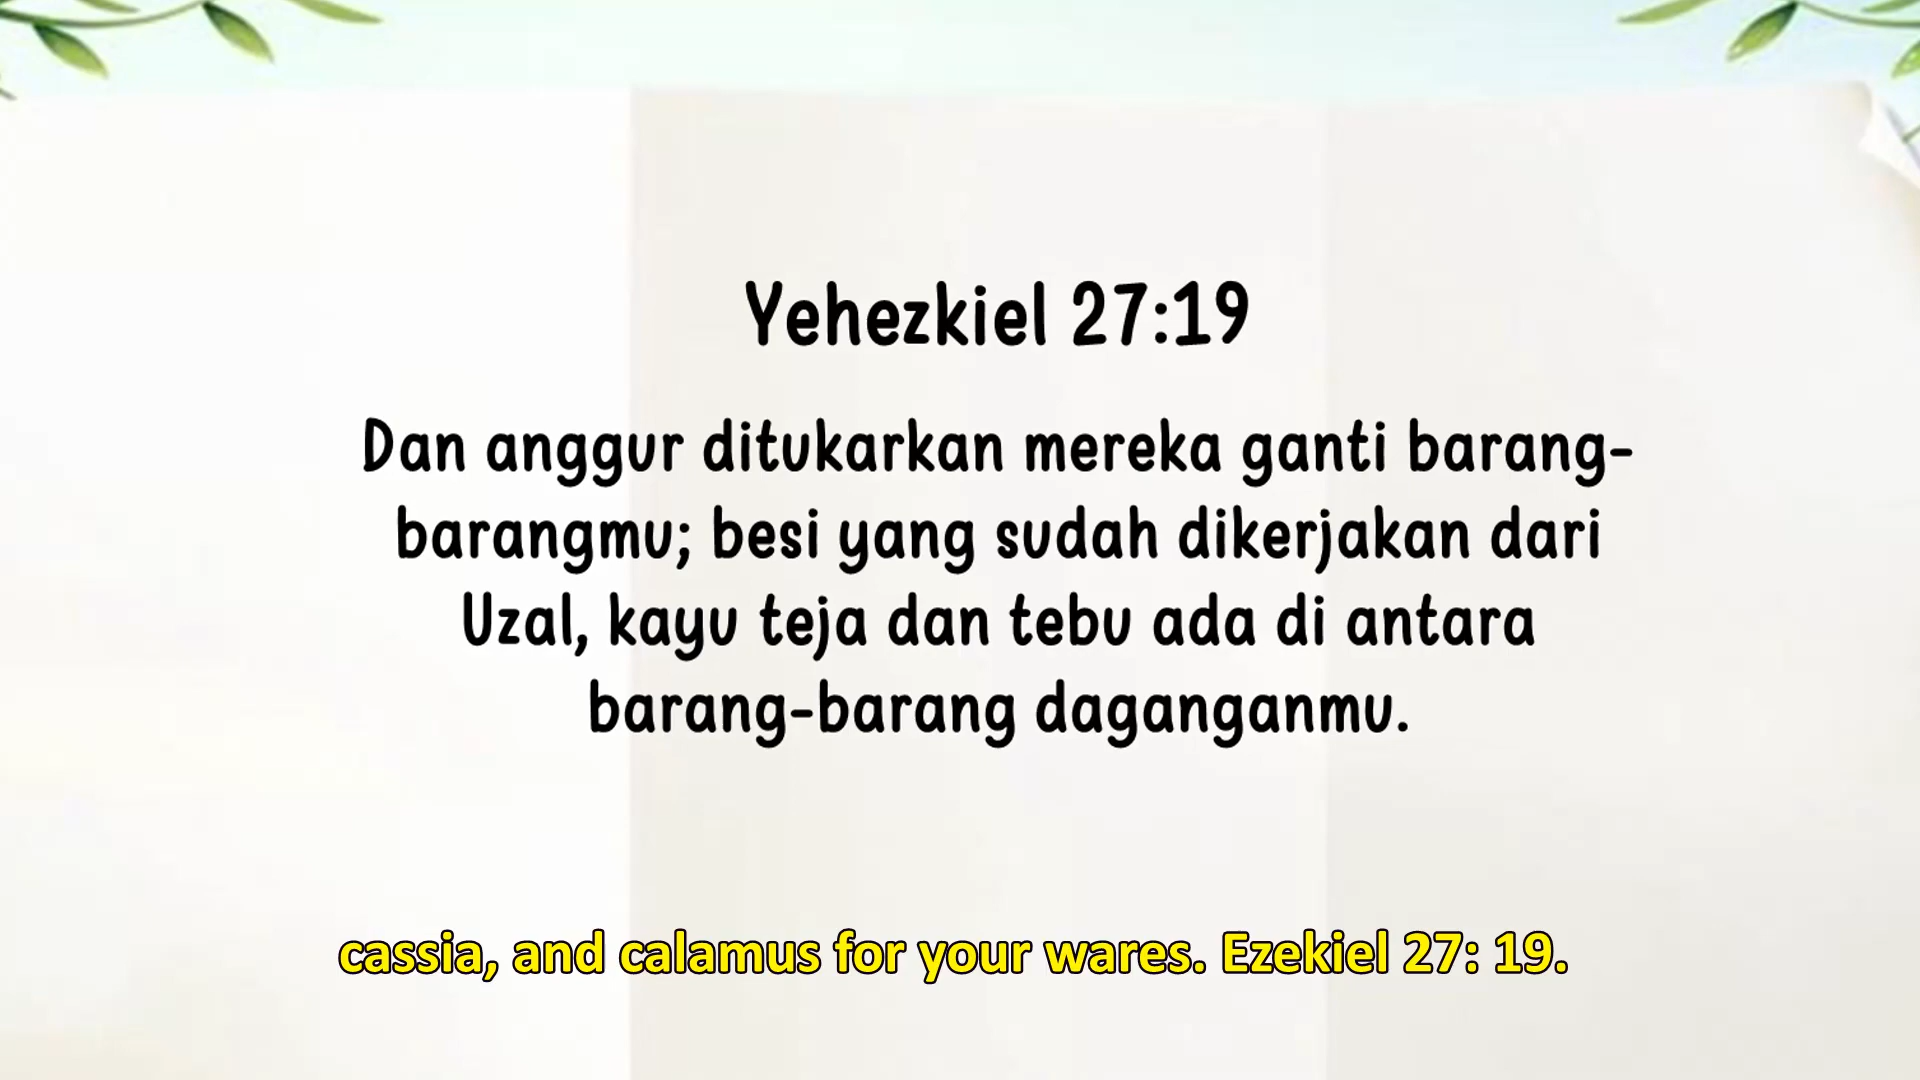 Yehezkiel 27:19
Dan anggur ditukarkan mereka ganti barang-
barangmu; besi yang sudah dikerjakan dari
Uzal, kayu teja dan tebu ada di antara
barang-barang daganganmu.
cassia, and calamus for your wares. Ezekiel 27: 19.